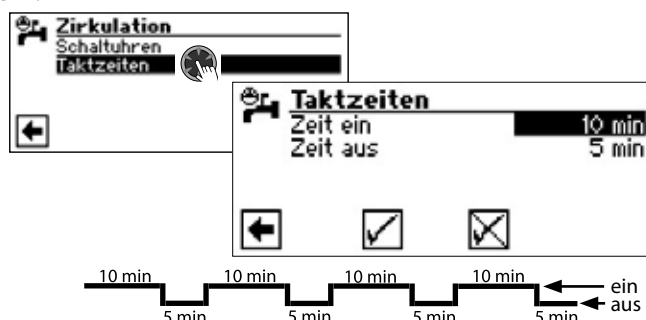 Zirkulation
Schaltuhren
Taktzeiten
Taktzeiten
Zeit ein 10 min
Zeit aus 5 min
10 min 10 min 10 min 10 min
ein
aus
5 min 5 min 5 min 5 min